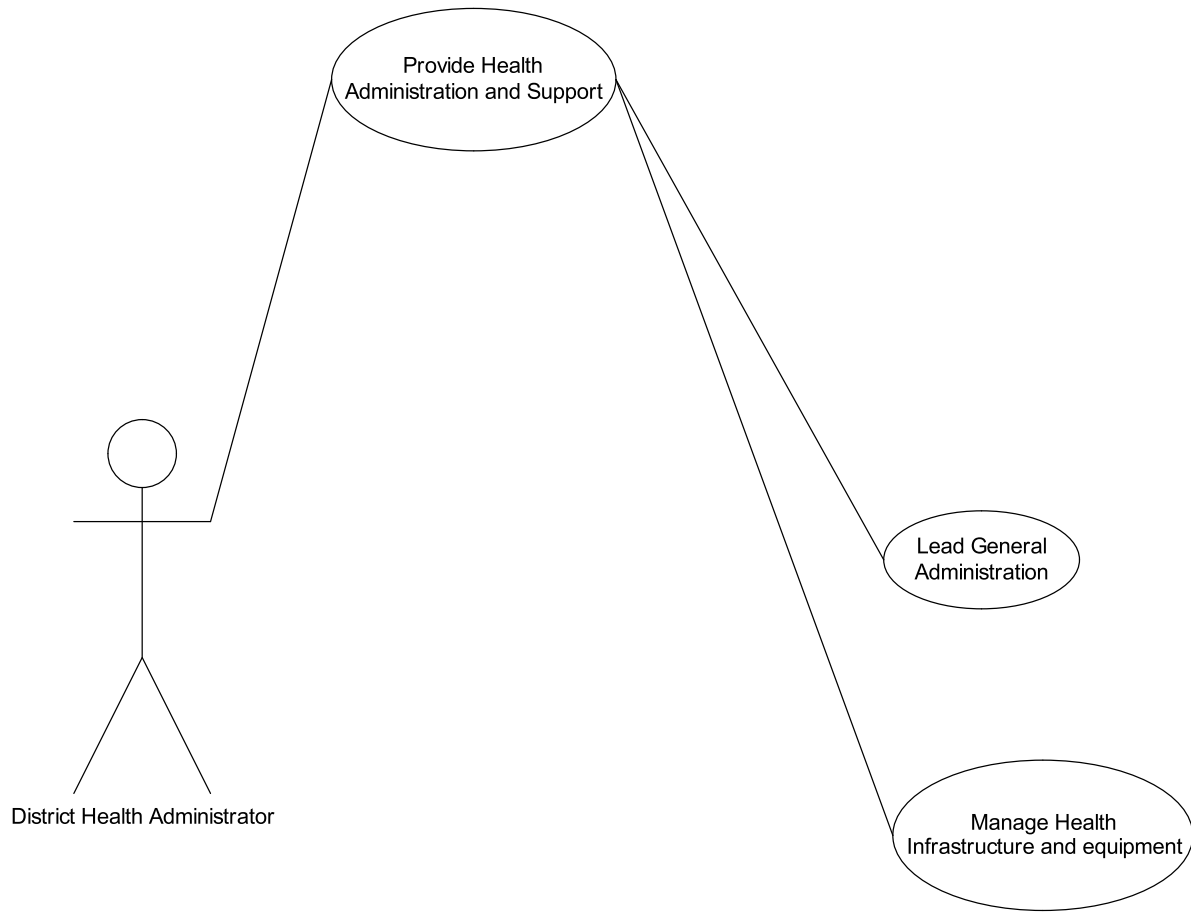 Provide Health
Administration and Support
Lead General
Administration
District Health Administrator
Manage Health
Infrastructure and equipment